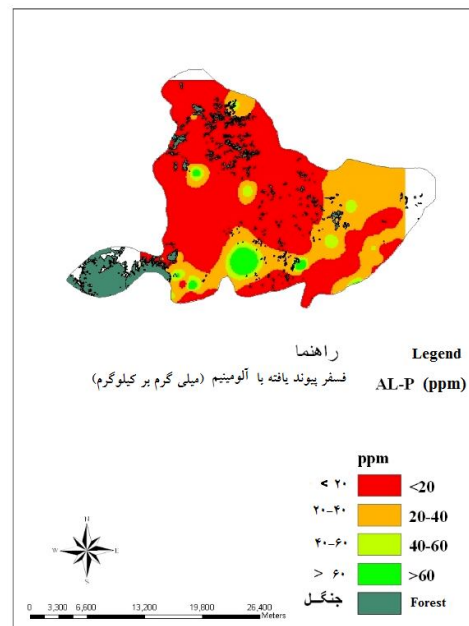 راهنما Legend
فسفر پیوند یافته با آلومینیم (میلی گرم بر کیلوگرم) AL-P (ppm)
ppm
< ۲۰ <20
۲۰-۴۰ 20-40
۴۰-۶۰ 40-60
> ۶۰ >60
جنگل Forest
N
W E
S
0 3,300 6,600 13,200 19,800 26,400
Meters